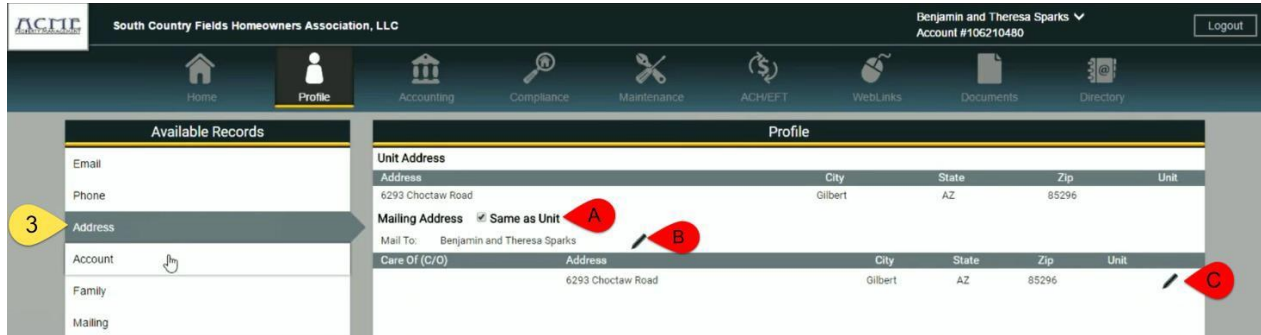 ACME
PROPERTY MANAGEMENT
South Country Fields Homeowners Association, LLC
Benjamin and Theresa Sparks
Account #106210480
Logout
Home Profile Accounting Compliance Maintenance ACH/EFT WebLinks Documents Directory
Available Records
Email
Phone
3 Address
Account
Family
Mailing
Profile
Unit Address
Address City State Zip Unit
6293 Choctaw Road Gilbert AZ 85296
Mailing Address Same as Unit A
Mail To: Benjamin and Theresa Sparks B
Care Of (C/O) Address City State Zip Unit
6293 Choctaw Road Gilbert AZ 85296 C